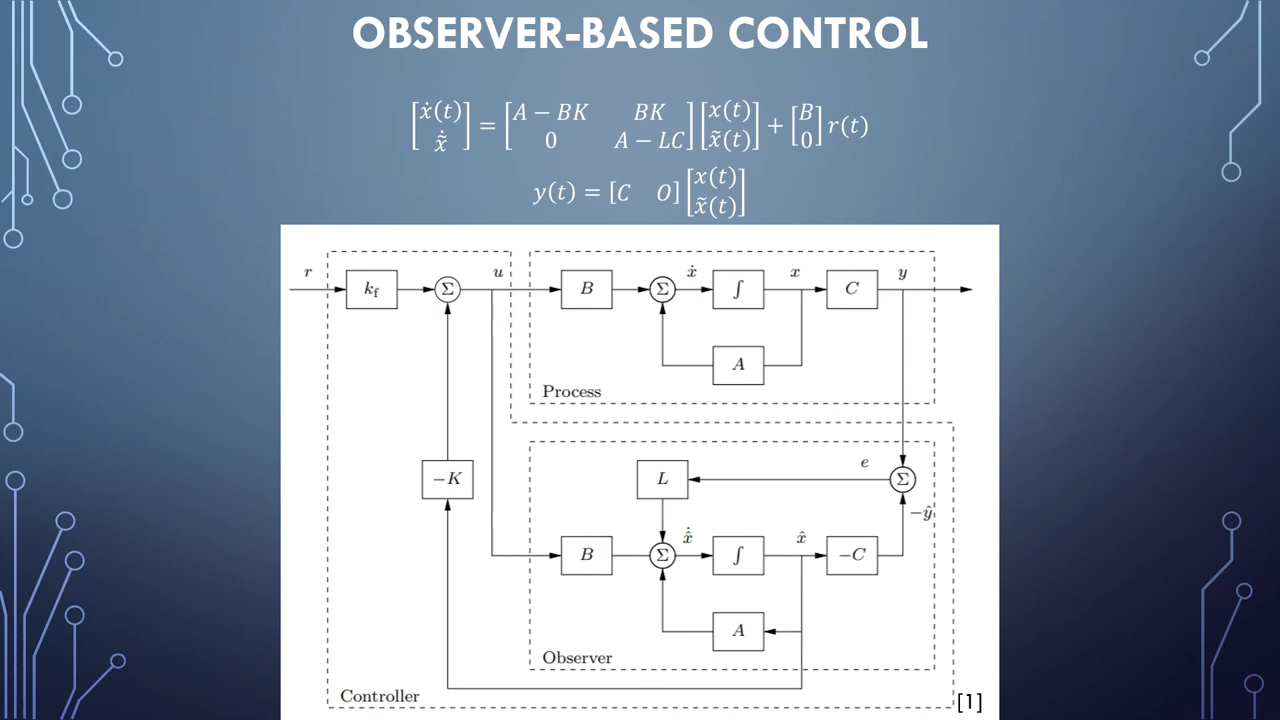 OBSERVER-BASED CONTROL
[ẋ(t)] = [A − BK BK] [x(t)] + [B] r(t)
[x̃̇] [0 A − LC] [x̃(t)] [0]
y(t) = [C O] [x(t)]
[x̃(t)]
r k_f Σ u B Σ ẋ ∫ x C y
A
Process
−K L e Σ
−ŷ
B Σ x̂̇ ∫ x̂ −C
A
Observer
Controller [1]